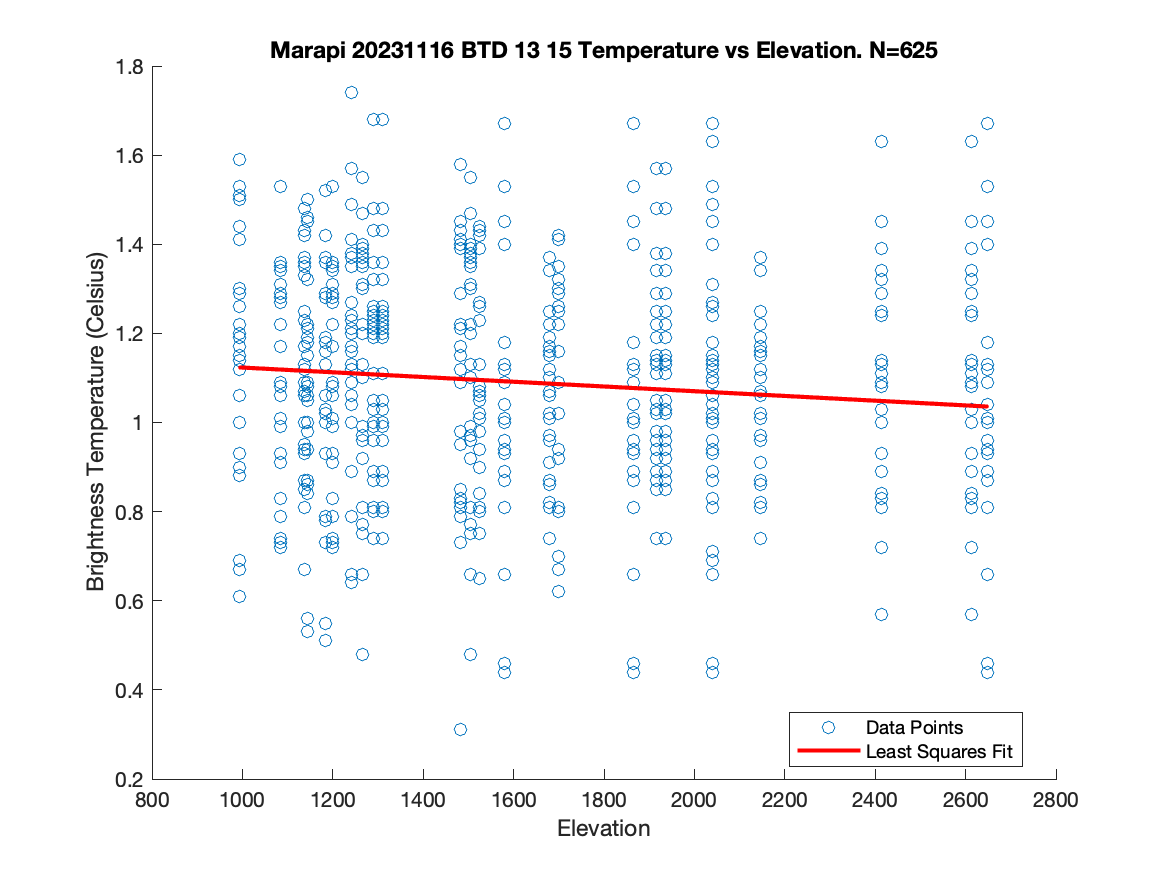 Marapi 20231116 BTD 13 15 Temperature vs Elevation. N=625
1.8
1.6
1.4
1.2
1
0.8
0.6
0.4
0.2
Brightness Temperature (Celsius)
Data Points
Least Squares Fit
800 1000 1200 1400 1600 1800 2000 2200 2400 2600 2800
Elevation